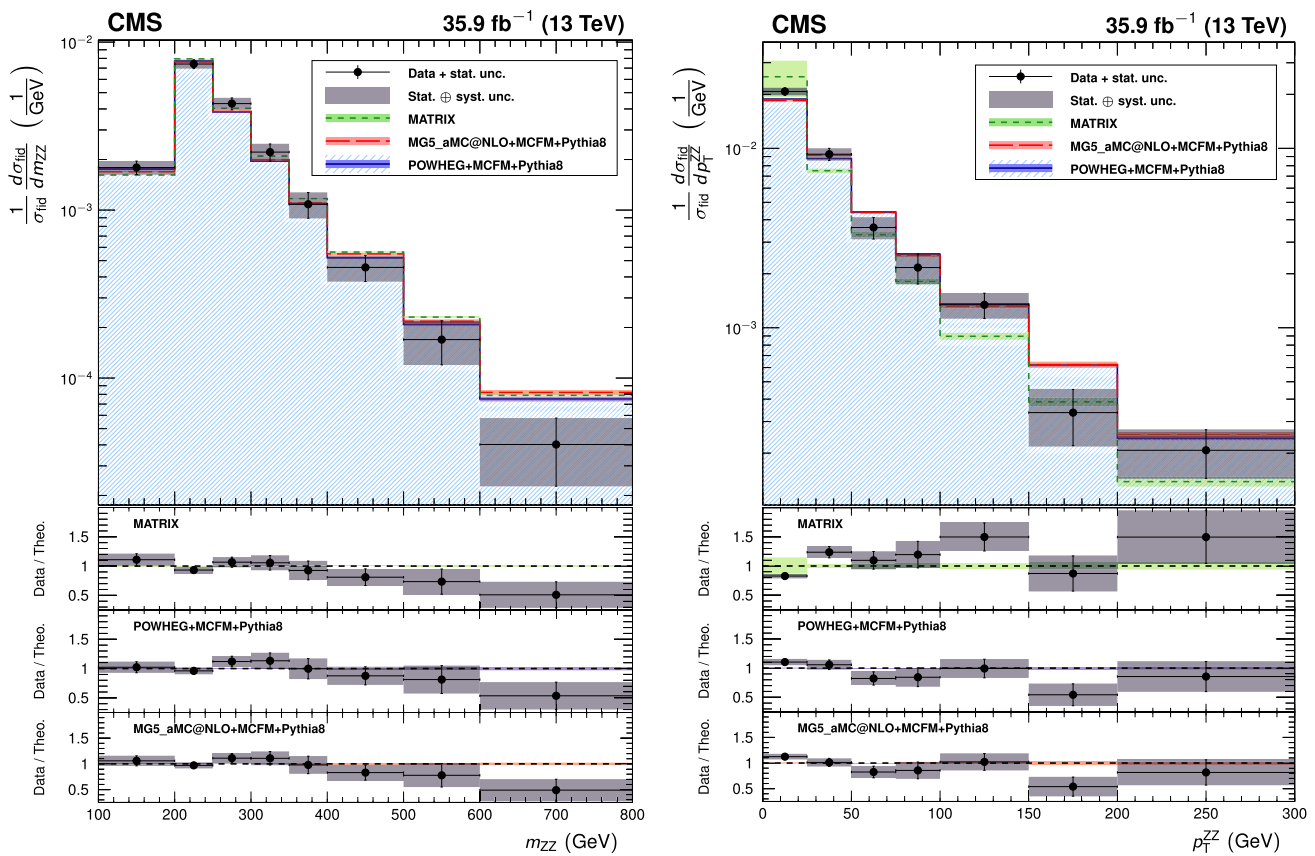 CMS 35.9 fb⁻¹ (13 TeV)
10⁻²
10⁻³
10⁻⁴
1/σ_fid dσ_fid/dm_ZZ (1/GeV)
Data + stat. unc.
Stat. ⊕ syst. unc.
MATRIX
MG5_aMC@NLO+MCFM+Pythia8
POWHEG+MCFM+Pythia8
MATRIX
Data / Theo.
1.5
1
0.5
POWHEG+MCFM+Pythia8
Data / Theo.
1.5
1
0.5
MG5_aMC@NLO+MCFM+Pythia8
Data / Theo.
1.5
1
0.5
100 200 300 400 500 600 700 800
m_ZZ (GeV)
CMS 35.9 fb⁻¹ (13 TeV)
10⁻²
10⁻³
1/σ_fid dσ_fid/dp_T^ZZ (1/GeV)
Data + stat. unc.
Stat. ⊕ syst. unc.
MATRIX
MG5_aMC@NLO+MCFM+Pythia8
POWHEG+MCFM+Pythia8
MATRIX
Data / Theo.
1.5
1
0.5
POWHEG+MCFM+Pythia8
Data / Theo.
1.5
1
0.5
MG5_aMC@NLO+MCFM+Pythia8
Data / Theo.
1.5
1
0.5
0 50 100 150 200 250 300
p_T^ZZ (GeV)